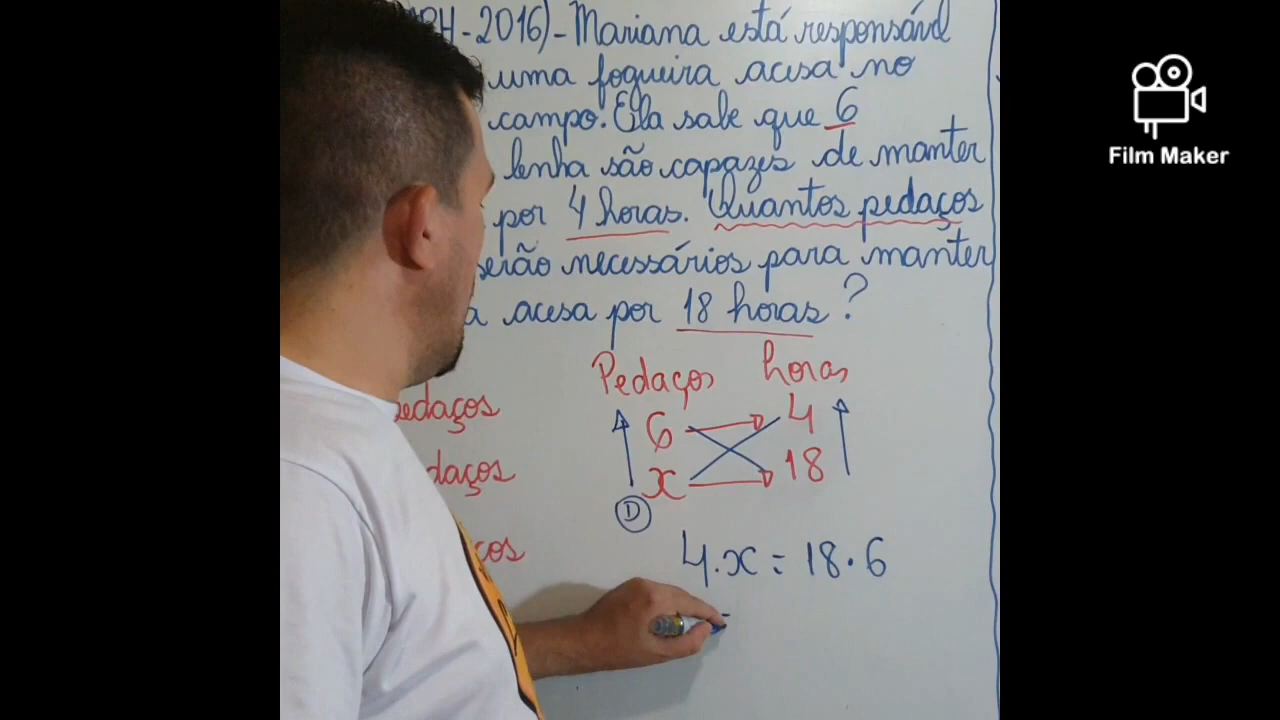 -2016)-Mariana está responsável
uma fogueira acesa no
campo. Ela sabe que 6
lenha são capazes de manter
por 4 horas. Quantos pedaços
serão necessários para manter
a acesa por 18 horas?
Pedaços horas
pedaços 6 4
daços x 18
D
ços 4.x = 18.6
Film Maker